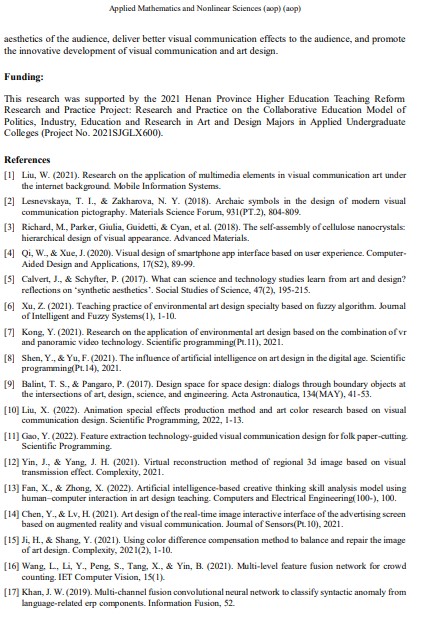 Applied Mathematics and Nonlinear Sciences (aop) (aop)
aesthetics of the audience, deliver better visual communication effects to the audience, and promote
the innovative development of visual communication and art design.
Funding:
This research was supported by the 2021 Henan Province Higher Education Teaching Reform
Research and Practice Project: Research and Practice on the Collaborative Education Model of
Politics, Industry, Education and Research in Art and Design Majors in Applied Undergraduate
Colleges (Project No. 2021SJGLX600).
References
[1] Liu, W. (2021). Research on the application of multimedia elements in visual communication art under
the internet background. Mobile Information Systems.
[2] Lesnevskaya, T. I., & Zakharova, N. Y. (2018). Archaic symbols in the design of modern visual
communication pictography. Materials Science Forum, 931(PT.2), 804-809.
[3] Richard, M., Parker, Giulia, Guidetti, & Cyan, et al. (2018). The self-assembly of cellulose nanocrystals:
hierarchical design of visual appearance. Advanced Materials.
[4] Qi, W., & Xue, J. (2020). Visual design of smartphone app interface based on user experience. Computer-
Aided Design and Applications, 17(S2), 89-99.
[5] Calvert, J., & Schyfter, P. (2017). What can science and technology studies learn from art and design?
reflections on 'synthetic aesthetics'. Social Studies of Science, 47(2), 195-215.
[6] Xu, Z. (2021). Teaching practice of environmental art design specialty based on fuzzy algorithm. Journal
of Intelligent and Fuzzy Systems(1), 1-10.
[7] Kong, Y. (2021). Research on the application of environmental art design based on the combination of vr
and panoramic video technology. Scientific programming(Pt.11), 2021.
[8] Shen, Y., & Yu, F. (2021). The influence of artificial intelligence on art design in the digital age. Scientific
programming(Pt.14), 2021.
[9] Balint, T. S., & Pangaro, P. (2017). Design space for space design: dialogs through boundary objects at
the intersections of art, design, science, and engineering. Acta Astronautica, 134(MAY), 41-53.
[10] Liu, X. (2022). Animation special effects production method and art color research based on visual
communication design. Scientific Programming, 2022, 1-13.
[11] Gao, Y. (2022). Feature extraction technology-guided visual communication design for folk paper-cutting.
Scientific Programming.
[12] Yin, J., & Yang, J. H. (2021). Virtual reconstruction method of regional 3d image based on visual
transmission effect. Complexity, 2021.
[13] Fan, X., & Zhong, X. (2022). Artificial intelligence-based creative thinking skill analysis model using
human–computer interaction in art design teaching. Computers and Electrical Engineering(100-), 100.
[14] Chen, Y., & Lv, H. (2021). Art design of the real-time image interactive interface of the advertising screen
based on augmented reality and visual communication. Journal of Sensors(Pt.10), 2021.
[15] Ji, H., & Shang, Y. (2021). Using color difference compensation method to balance and repair the image
of art design. Complexity, 2021(2), 1-10.
[16] Wang, L., Li, Y., Peng, S., Tang, X., & Yin, B. (2021). Multi-level feature fusion network for crowd
counting. IET Computer Vision, 15(1).
[17] Khan, J. W. (2019). Multi-channel fusion convolutional neural network to classify syntactic anomaly from
language-related erp components. Information Fusion, 52.